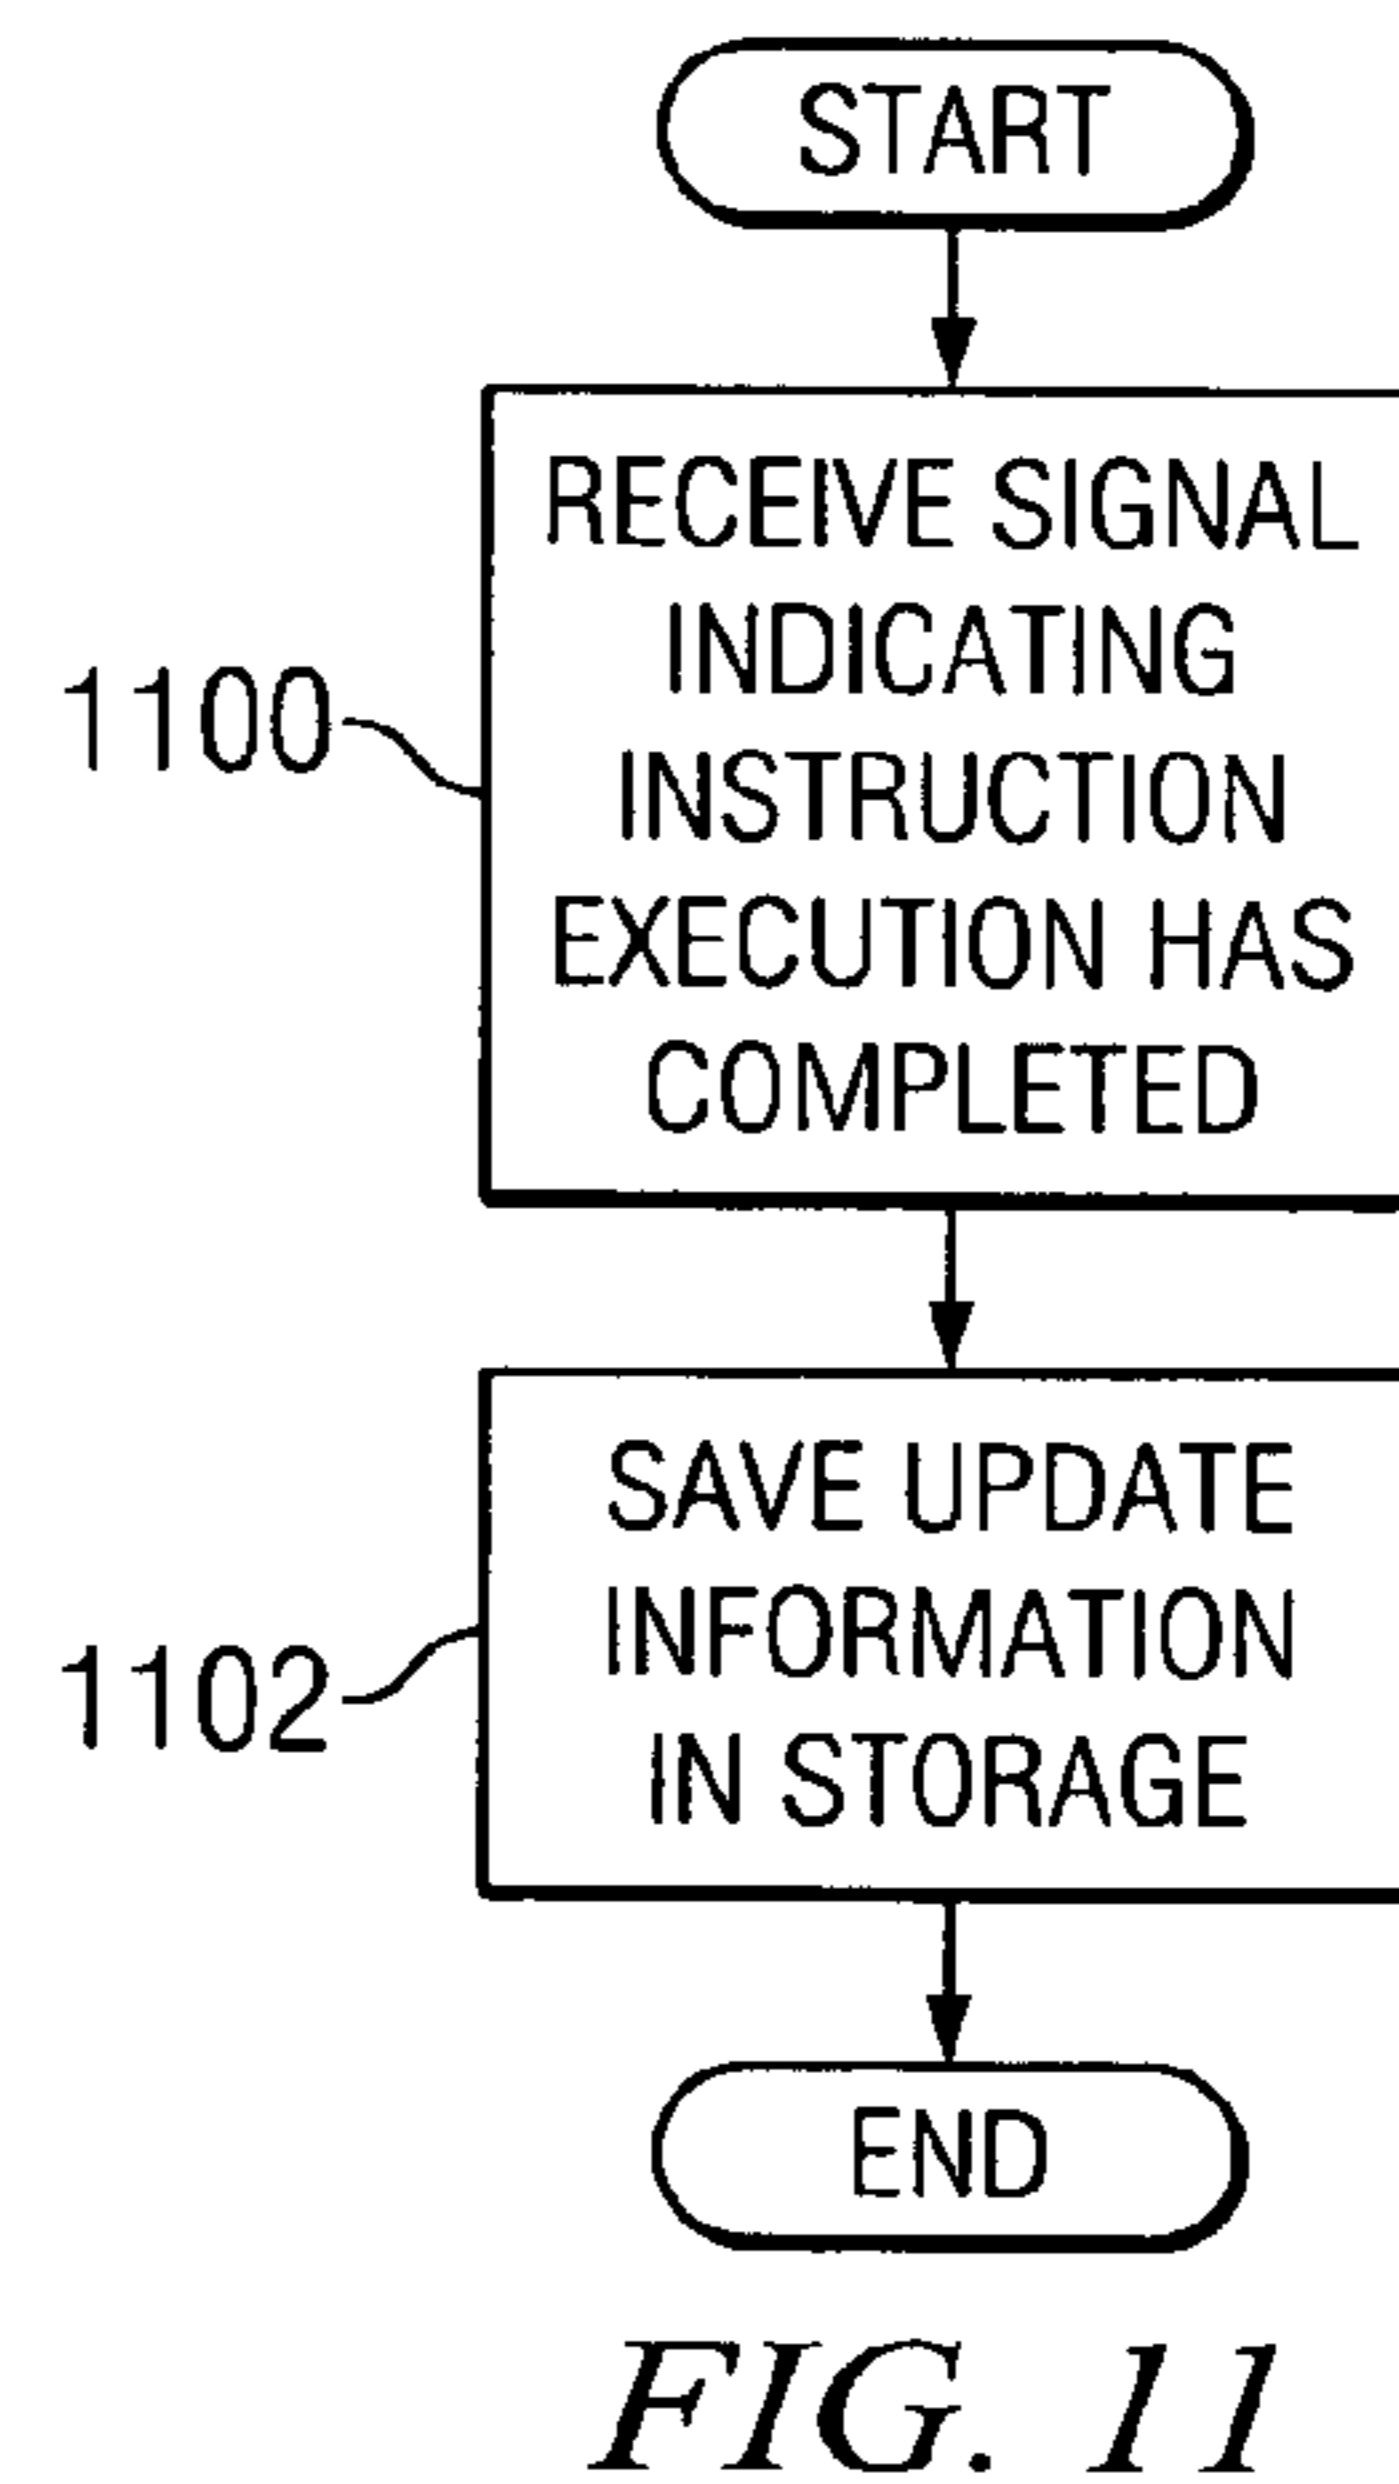 START
RECEIVE SIGNAL
INDICATING
INSTRUCTION
EXECUTION HAS
COMPLETED
1100
SAVE UPDATE
INFORMATION
IN STORAGE
1102
END
FIG. 11